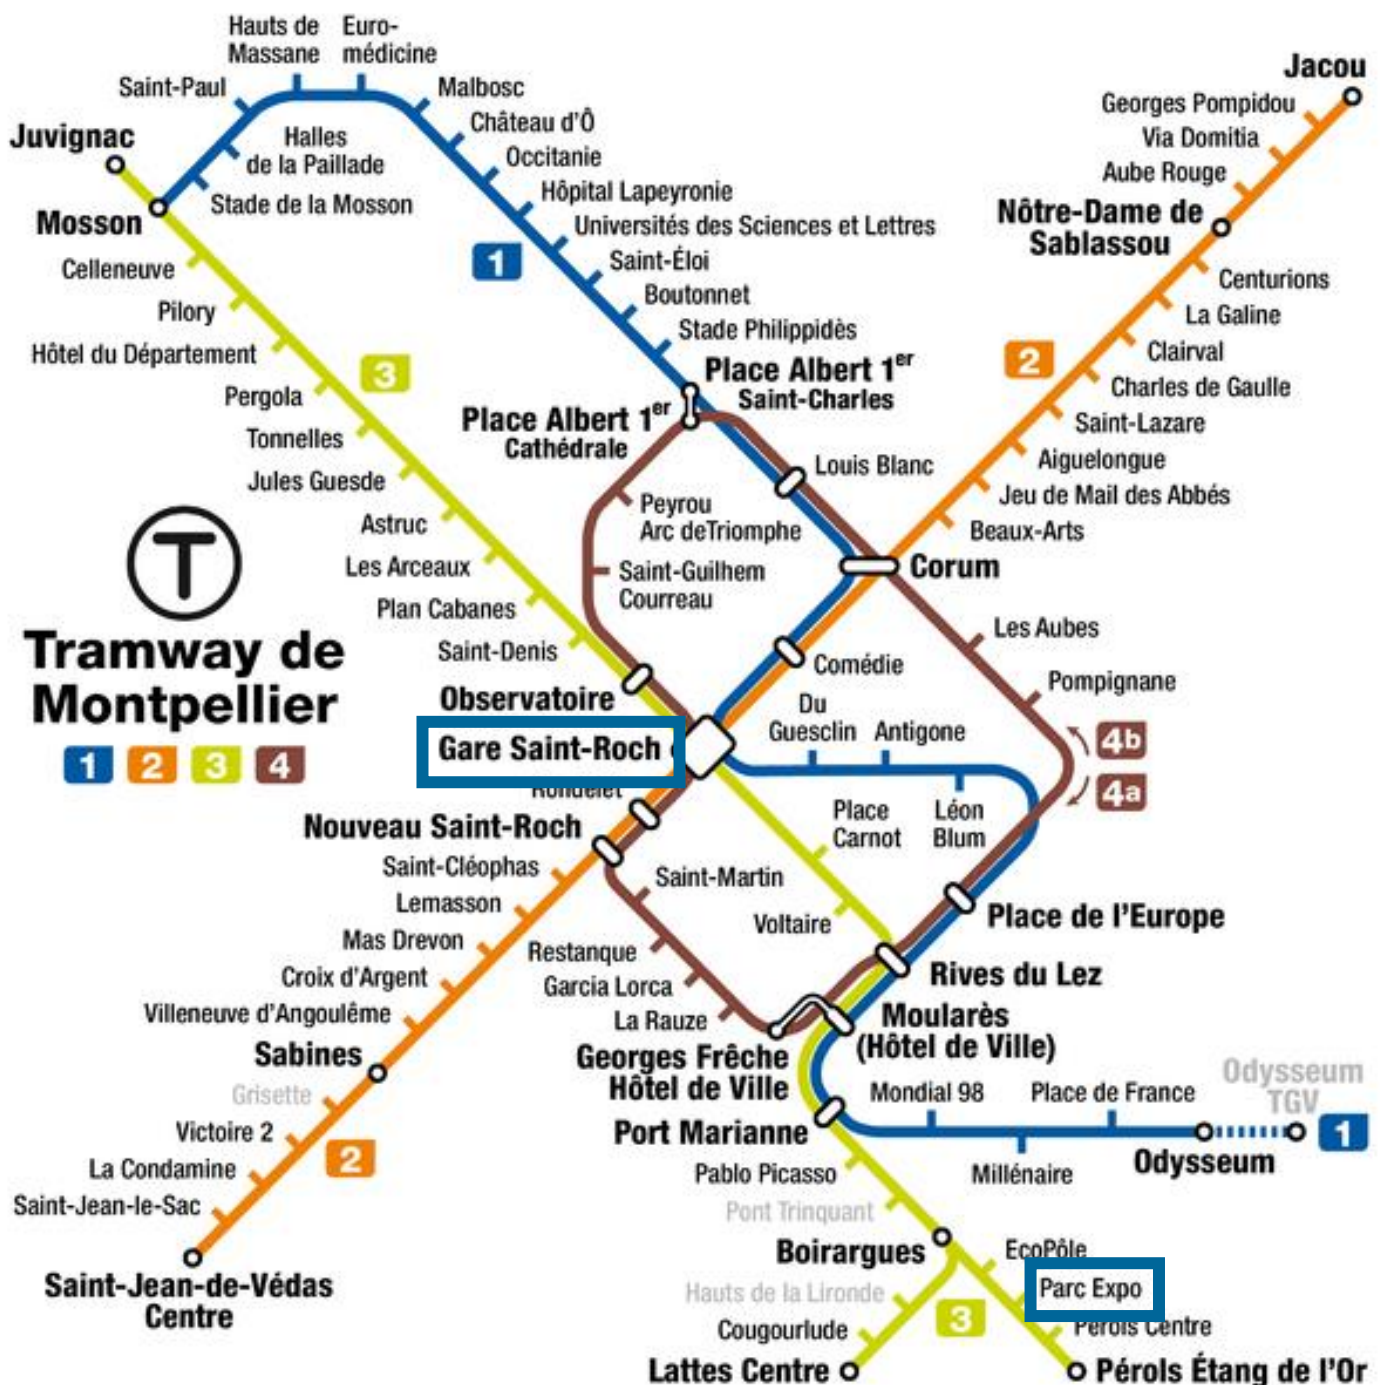 Hauts de
Massane
Euro-
médicine
Saint-Paul
Malbosc
Jacou
Georges Pompidou
Château d'Ô
Juvignac
Halles
de la Paillade
Via Domitia
Occitanie
Aube Rouge
Hôpital Lapeyronie
Stade de la Mosson
Nôtre-Dame de
Sablassou
Mosson
Universités des Sciences et Lettres
1
Saint-Éloi
Celleneuve
Centurions
Boutonnet
Pilory
La Galine
Stade Philippidès
Hôtel du Département
Clairval
2
3
Place Albert 1er
Saint-Charles
Charles de Gaulle
Pergola
Place Albert 1er
Cathédrale
Saint-Lazare
Tonnelles
Louis Blanc
Aiguelongue
Jules Guesde
Jeu de Mail des Abbés
Peyrou
Arc deTriomphe
Astruc
Beaux-Arts
Les Arceaux
Corum
Saint-Guilhem
Courreau
T
Plan Cabanes
Les Aubes
Tramway de
Montpellier
1 2 3 4
Saint-Denis
Comédie
Pompignane
Observatoire
Du
Guesclin
Antigone
4b
4a
Gare Saint-Roch
Rondelet
Place
Carnot
Léon
Blum
Nouveau Saint-Roch
Saint-Cléophas
Saint-Martin
Lemasson
Place de l'Europe
Voltaire
Mas Drevon
Restanque
Croix d'Argent
Rives du Lez
Garcia Lorca
Villeneuve d'Angoulême
La Rauze
Moularès
(Hôtel de Ville)
Sabines
Georges Frêche
Hôtel de Ville
Odysseum
TGV
Grisette
Mondial 98
Place de France
Victoire 2
Port Marianne
1
2
Odysseum
La Condamine
Pablo Picasso
Millénaire
Saint-Jean-le-Sac
Pont Trinquant
Boirargues
EcoPôle
Saint-Jean-de-Védas
Centre
Hauts de la Lironde
Parc Expo
3
Cougourlude
Pérols Centre
Lattes Centre
Pérols Étang de l'Or